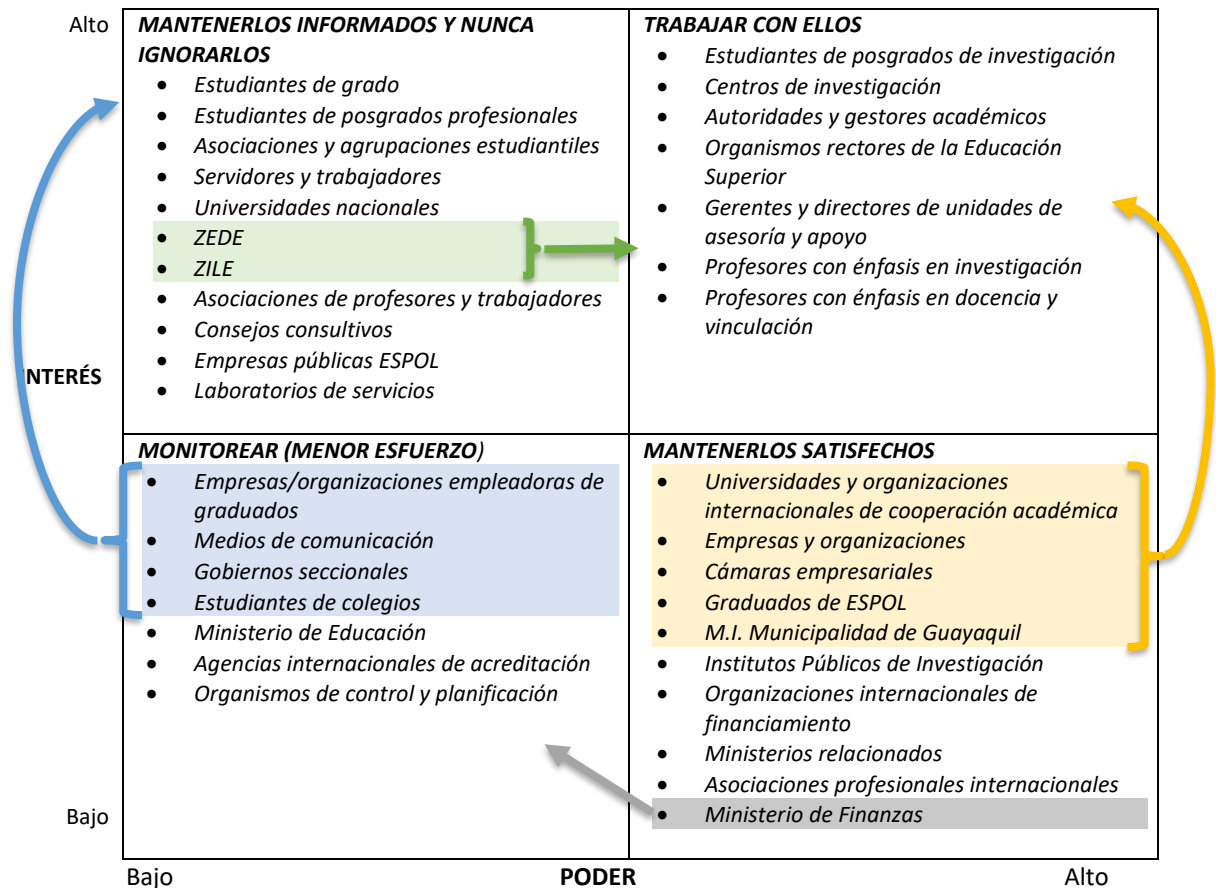 Alto
MANTENERLOS INFORMADOS Y NUNCA
IGNORARLOS
• Estudiantes de grado
• Estudiantes de posgrados profesionales
• Asociaciones y agrupaciones estudiantiles
• Servidores y trabajadores
• Universidades nacionales
• ZEDE
• ZILE
• Asociaciones de profesores y trabajadores
• Consejos consultivos
• Empresas públicas ESPOL
• Laboratorios de servicios
TRABAJAR CON ELLOS
• Estudiantes de posgrados de investigación
• Centros de investigación
• Autoridades y gestores académicos
• Organismos rectores de la Educación
Superior
• Gerentes y directores de unidades de
asesoría y apoyo
• Profesores con énfasis en investigación
• Profesores con énfasis en docencia y
vinculación
INTERÉS
MONITOREAR (MENOR ESFUERZO)
• Empresas/organizaciones empleadoras de
graduados
• Medios de comunicación
• Gobiernos seccionales
• Estudiantes de colegios
• Ministerio de Educación
• Agencias internacionales de acreditación
• Organismos de control y planificación
MANTENERLOS SATISFECHOS
• Universidades y organizaciones
internacionales de cooperación académica
• Empresas y organizaciones
• Cámaras empresariales
• Graduados de ESPOL
• M.I. Municipalidad de Guayaquil
• Institutos Públicos de Investigación
• Organizaciones internacionales de
financiamiento
• Ministerios relacionados
• Asociaciones profesionales internacionales
• Ministerio de Finanzas
Bajo
Bajo
PODER
Alto